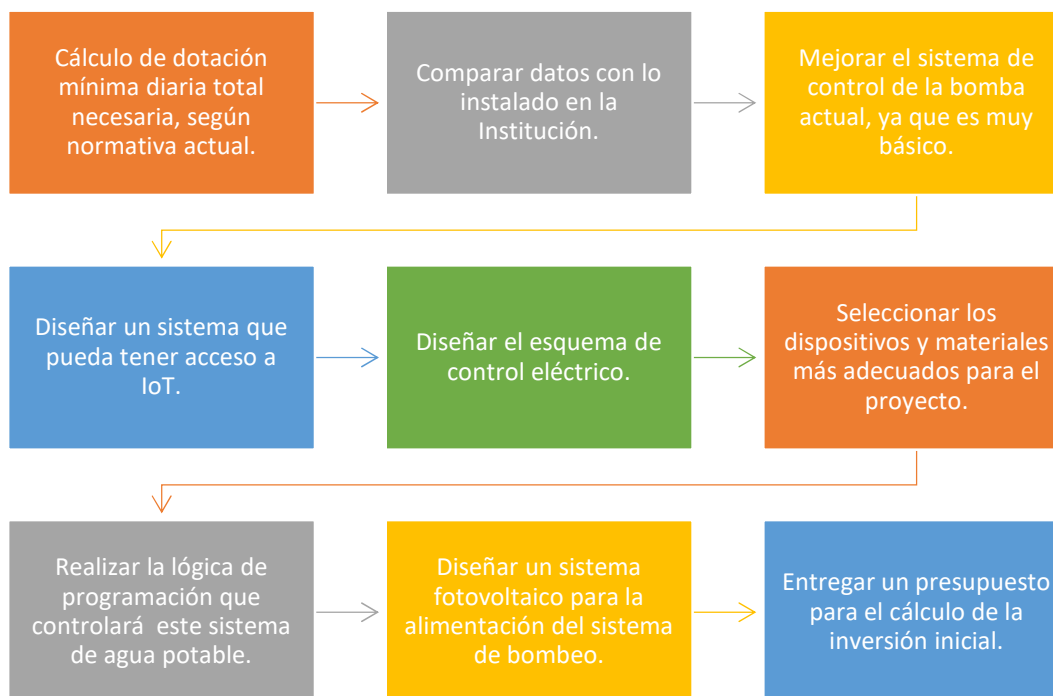 Cálculo de dotación
mínima diaria total
necesaria, según
normativa actual.
Comparar datos con lo
instalado en la
Institución.
Mejorar el sistema de
control de la bomba
actual, ya que es muy
básico.
Diseñar un sistema que
pueda tener acceso a
IoT.
Diseñar el esquema de
control eléctrico.
Seleccionar los
dispositivos y materiales
más adecuados para el
proyecto.
Realizar la lógica de
programación que
controlará este sistema
de agua potable.
Diseñar un sistema
fotovoltaico para la
alimentación del sistema
de bombeo.
Entregar un presupuesto
para el cálculo de la
inversión inicial.